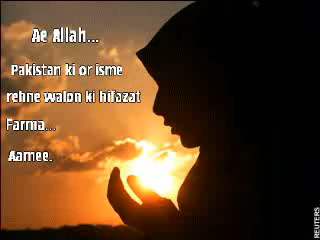 Ae Allah...
Pakistan ki or isme
rehne walon ki hifazat
Farma...
Aamee.
REUTERS